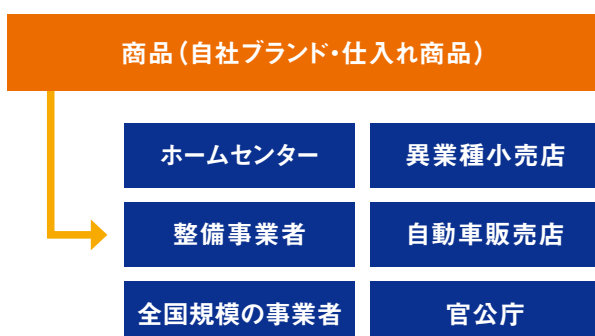 商品（自社ブランド・仕入れ商品）
ホームセンター
異業種小売店
整備事業者
自動車販売店
全国規模の事業者
官公庁